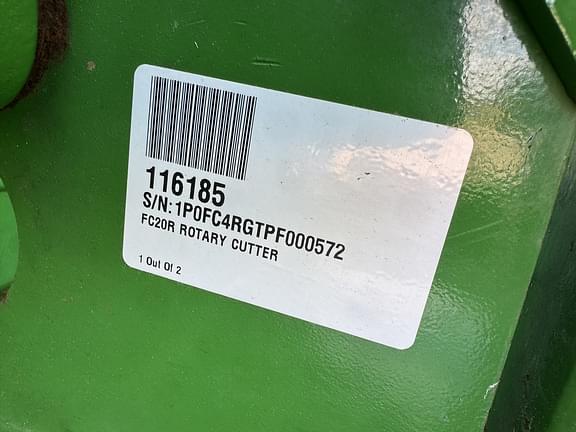 116185
S/N:1P0FC4RGTPF000572
FC20R ROTARY CUTTER
1 Out Of 2